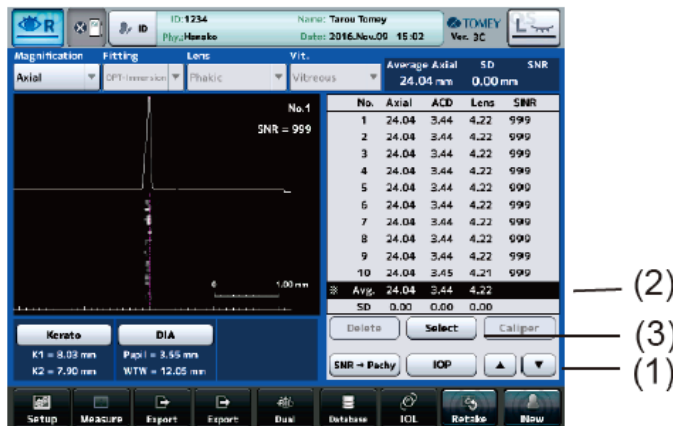 R
ID
ID:1234
Name: Tarou Tomey
Phy.:Hanako
Date: 2016.Nov.09 15:02
TOMEY
Ver. 3C
L
Magnification
Fitting
Lens
Vit.
Axial
OPT-Immersion
Phakic
Vitreous
Average Axial SD SNR
24.04 mm 0.00 mm
No.1
SNR = 999
0 1.00 mm
No. Axial ACD Lens SNR
1 24.04 3.44 4.22 999
2 24.04 3.44 4.22 999
3 24.04 3.44 4.22 999
4 24.04 3.44 4.22 999
5 24.04 3.44 4.22 999
6 24.04 3.44 4.22 999
7 24.04 3.44 4.22 999
8 24.04 3.44 4.22 999
9 24.04 3.44 4.22 999
10 24.04 3.45 4.21 999
※ Avg. 24.04 3.44 4.22
SD 0.00 0.00 0.00
(2)
Delete
Select
Caliper
(3)
SNR → Pachy
IOP
▲
▼
(1)
Kerato
DIA
K1 = 8.03 mm
Pupil = 3.55 mm
K2 = 7.90 mm
WTW = 12.05 mm
Setup
Measure
Export
Export
Dual
Database
IOL
Retake
New